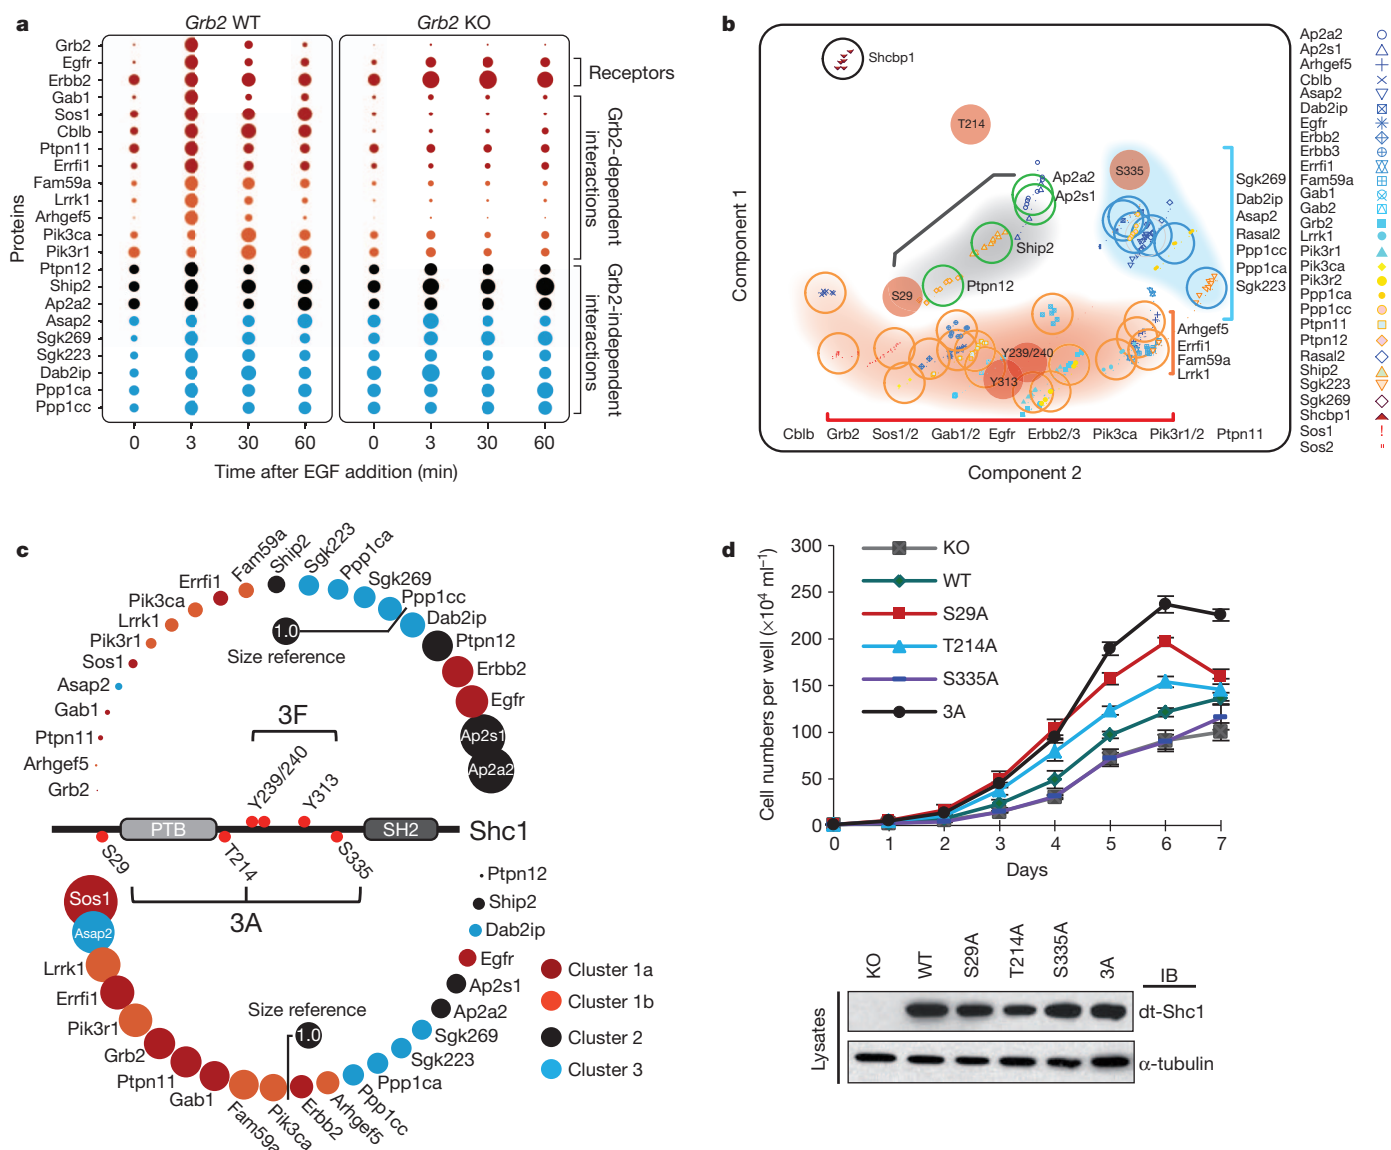 a
Grb2 WT
Grb2 KO
Proteins
Grb2
Egfr
Erbb2
Gab1
Sos1
Cblb
Ptpn11
Errfi1
Fam59a
Lrrk1
Arhgef5
Pik3ca
Pik3r1
Ptpn12
Ship2
Ap2a2
Asap2
Sgk269
Sgk223
Dab2ip
Ppp1ca
Ppp1cc
Receptors
Grb2-dependent
interactions
Grb2-independent
interactions
0 3 30 60 0 3 30 60
Time after EGF addition (min)
b
Component 1
Shcbp1
T214
S335
Ap2a2
Ap2s1
Ship2
S29
Ptpn12
Sgk269
Dab2ip
Asap2
Rasal2
Ppp1cc
Ppp1ca
Sgk223
Y239/240
Y313
Arhgef5
Errfi1
Fam59a
Lrrk1
Cblb Grb2 Sos1/2 Gab1/2 Egfr Erbb2/3 Pik3ca Pik3r1/2 Ptpn11
Component 2
Ap2a2
Ap2s1
Arhgef5
Cblb
Asap2
Dab2ip
Egfr
Erbb2
Erbb3
Errfi1
Fam59a
Gab1
Gab2
Grb2
Lrrk1
Pik3r1
Pik3ca
Pik3r2
Ppp1ca
Ppp1cc
Ptpn11
Ptpn12
Rasal2
Ship2
Sgk223
Sgk269
Shcbp1
Sos1
Sos2
c
Grb2
Arhgef5
Ptpn11
Gab1
Asap2
Sos1
Pik3r1
Lrrk1
Pik3ca
Errfi1
Fam59a
Ship2
Sgk223
Ppp1ca
Sgk269
Ppp1cc
Dab2ip
Ptpn12
Erbb2
Egfr
Ap2s1
Ap2a2
1.0
Size reference
3F
Y239/240
Y313
PTB
SH2
Shc1
S29
T214
S335
3A
Sos1
Asap2
Lrrk1
Errfi1
Pik3r1
Grb2
Ptpn11
Gab1
Fam59a
Pik3ca
Erbb2
Arhgef5
Ppp1cc
Ppp1ca
Sgk223
Sgk269
Ap2a2
Ap2s1
Egfr
Dab2ip
Ship2
Ptpn12
Size reference
1.0
Cluster 1a
Cluster 1b
Cluster 2
Cluster 3
d
Cell numbers per well (×10⁴ ml⁻¹)
300
250
200
150
100
50
0
KO
WT
S29A
T214A
S335A
3A
0 1 2 3 4 5 6 7
Days
KO WT S29A T214A S335A 3A
IB
Lysates
dt-Shc1
α-tubulin